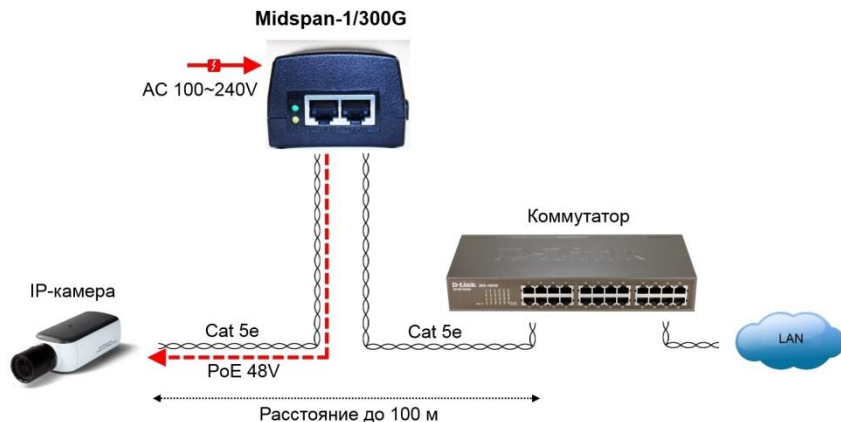 Midspan-1/300G
AC 100~240V
Коммутатор
D-Link
D-Link
IP-камера
Cat 5e
Cat 5e
LAN
PoE 48V
Расстояние до 100 м